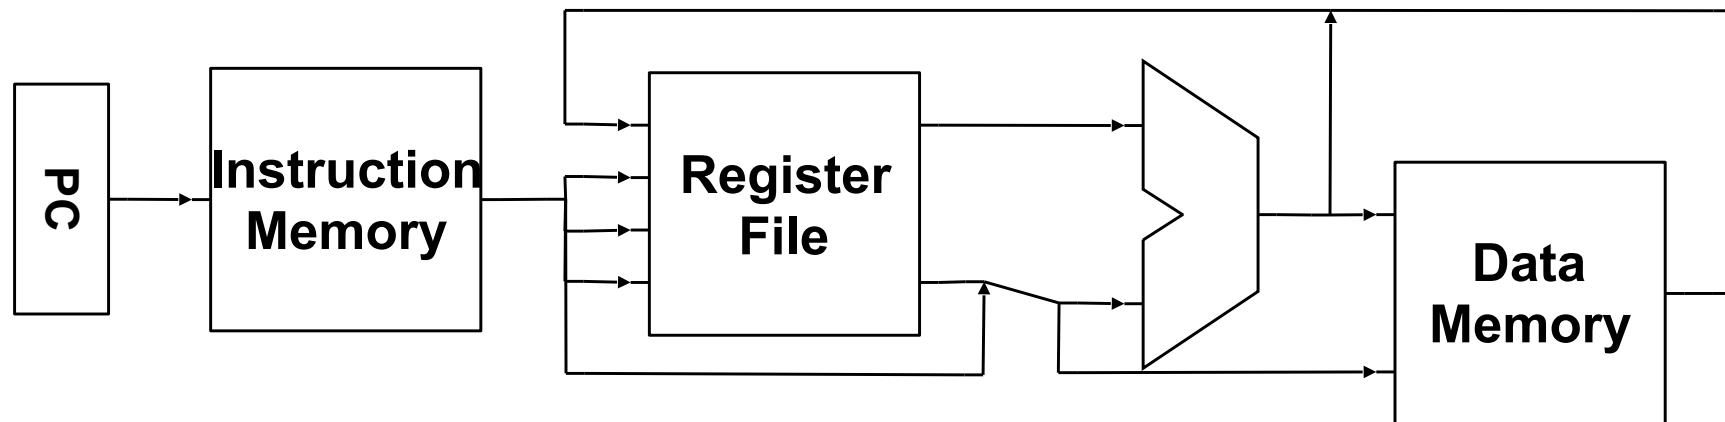 PC
Instruction
Memory
Register
File
Data
Memory